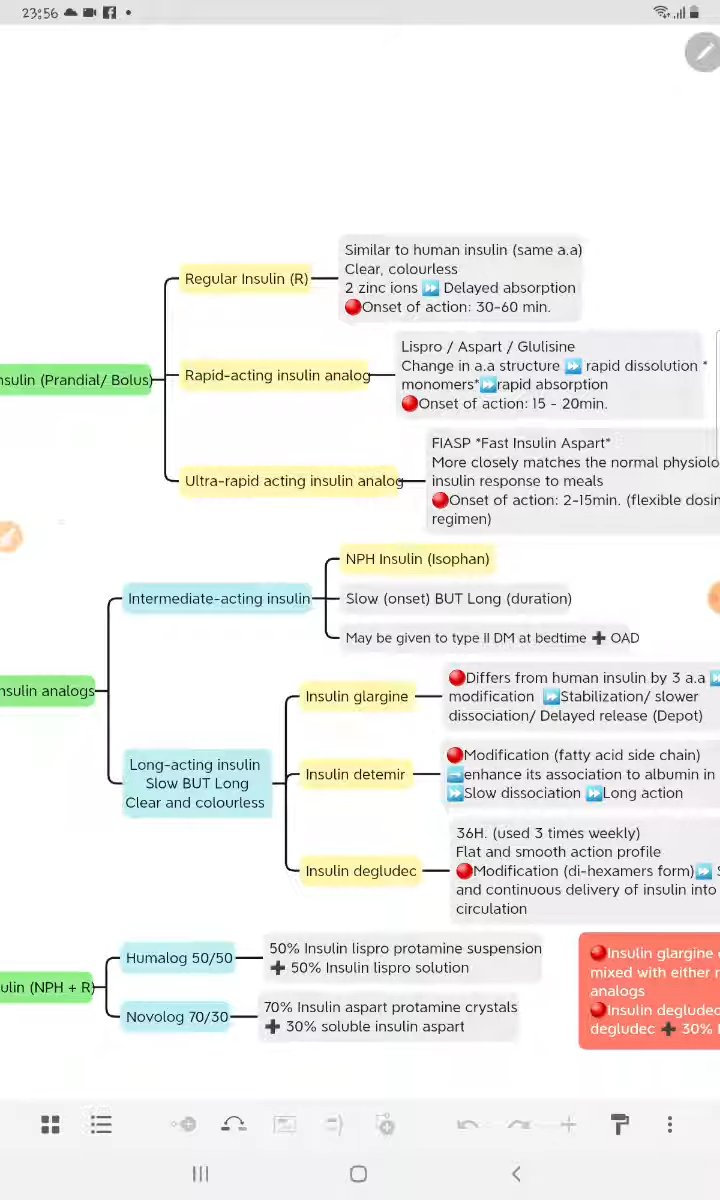 23:56
Regular Insulin (R)
Similar to human insulin (same a.a)
Clear, colourless
2 zinc ions ⏩ Delayed absorption
🔴Onset of action: 30-60 min.
nsulin (Prandial/ Bolus)
Rapid-acting insulin analog
Lispro / Aspart / Glulisine
Change in a.a structure ⏩ rapid dissolution *
monomers*⏩rapid absorption
🔴Onset of action: 15 - 20min.
Ultra-rapid acting insulin analog
FIASP *Fast Insulin Aspart*
More closely matches the normal physiolo
insulin response to meals
🔴Onset of action: 2-15min. (flexible dosin
regimen)
nsulin analogs
Intermediate-acting insulin
NPH Insulin (Isophan)
Slow (onset) BUT Long (duration)
May be given to type II DM at bedtime ➕ OAD
Long-acting insulin
Slow BUT Long
Clear and colourless
Insulin glargine
🔴Differs from human insulin by 3 a.a ⏩
modification ⏩Stabilization/ slower
dissociation/ Delayed release (Depot)
Insulin detemir
🔴Modification (fatty acid side chain)
➡enhance its association to albumin in
⏩Slow dissociation ⏩Long action
Insulin degludec
36H. (used 3 times weekly)
Flat and smooth action profile
🔴Modification (di-hexamers form)⏩ S
and continuous delivery of insulin into
circulation
ulin (NPH + R)
Humalog 50/50
50% Insulin lispro protamine suspension
➕ 50% Insulin lispro solution
Novolog 70/30
70% Insulin aspart protamine crystals
➕ 30% soluble insulin aspart
🔴Insulin glargine
mixed with either
analogs
🔴Insulin degludec
degludec ➕ 30%